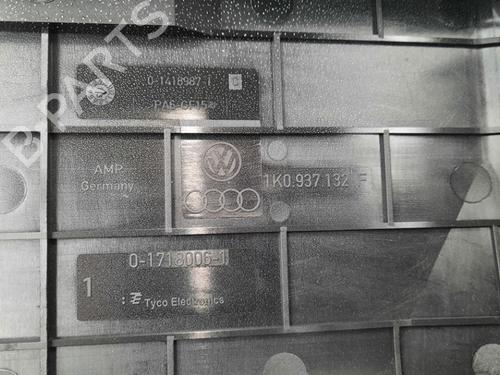 B-PARTS
0-1418987-1 C
PA6-GF15
AMP
Germany
1K0.937.132 F
0-1718006-1
1
Tyco Electronics